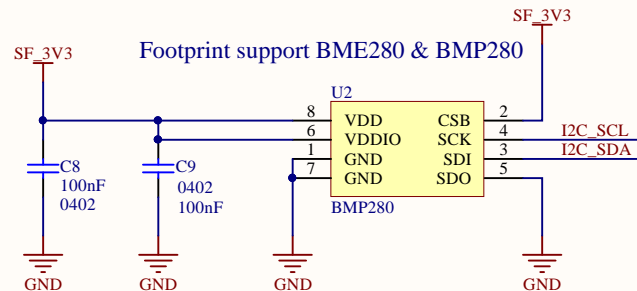 SF_3V3
Footprint support BME280 & BMP280
SF_3V3
U2
8 VDD CSB 2
6 VDDIO SCK 4 I2C_SCL
1 GND SDI 3 I2C_SDA
7 GND SDO 5
BMP280
C8
100nF
0402
C9
0402
100nF
GND
GND
GND
GND